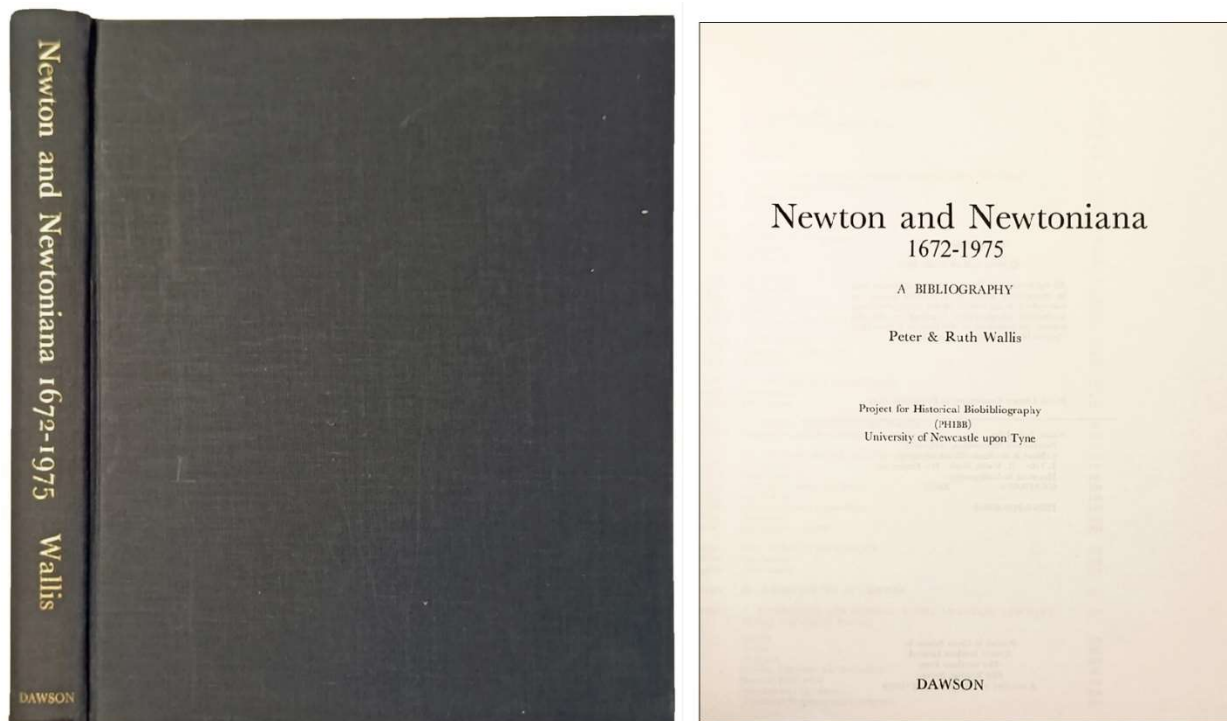 Newton and Newtoniana 1672-1975 Wallis
DAWSON
Newton and Newtoniana
1672-1975
A BIBLIOGRAPHY
Peter & Ruth Wallis
Project for Historical Biobibliography
(PHIBB)
University of Newcastle upon Tyne
DAWSON